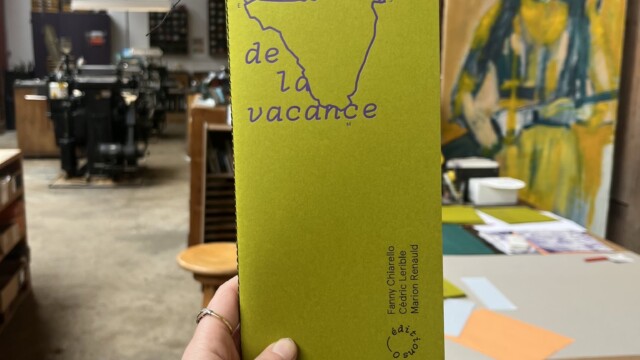 de
la
vacance
Fanny Chiarello
Cédric Lerible
Marion Renauld
éditions